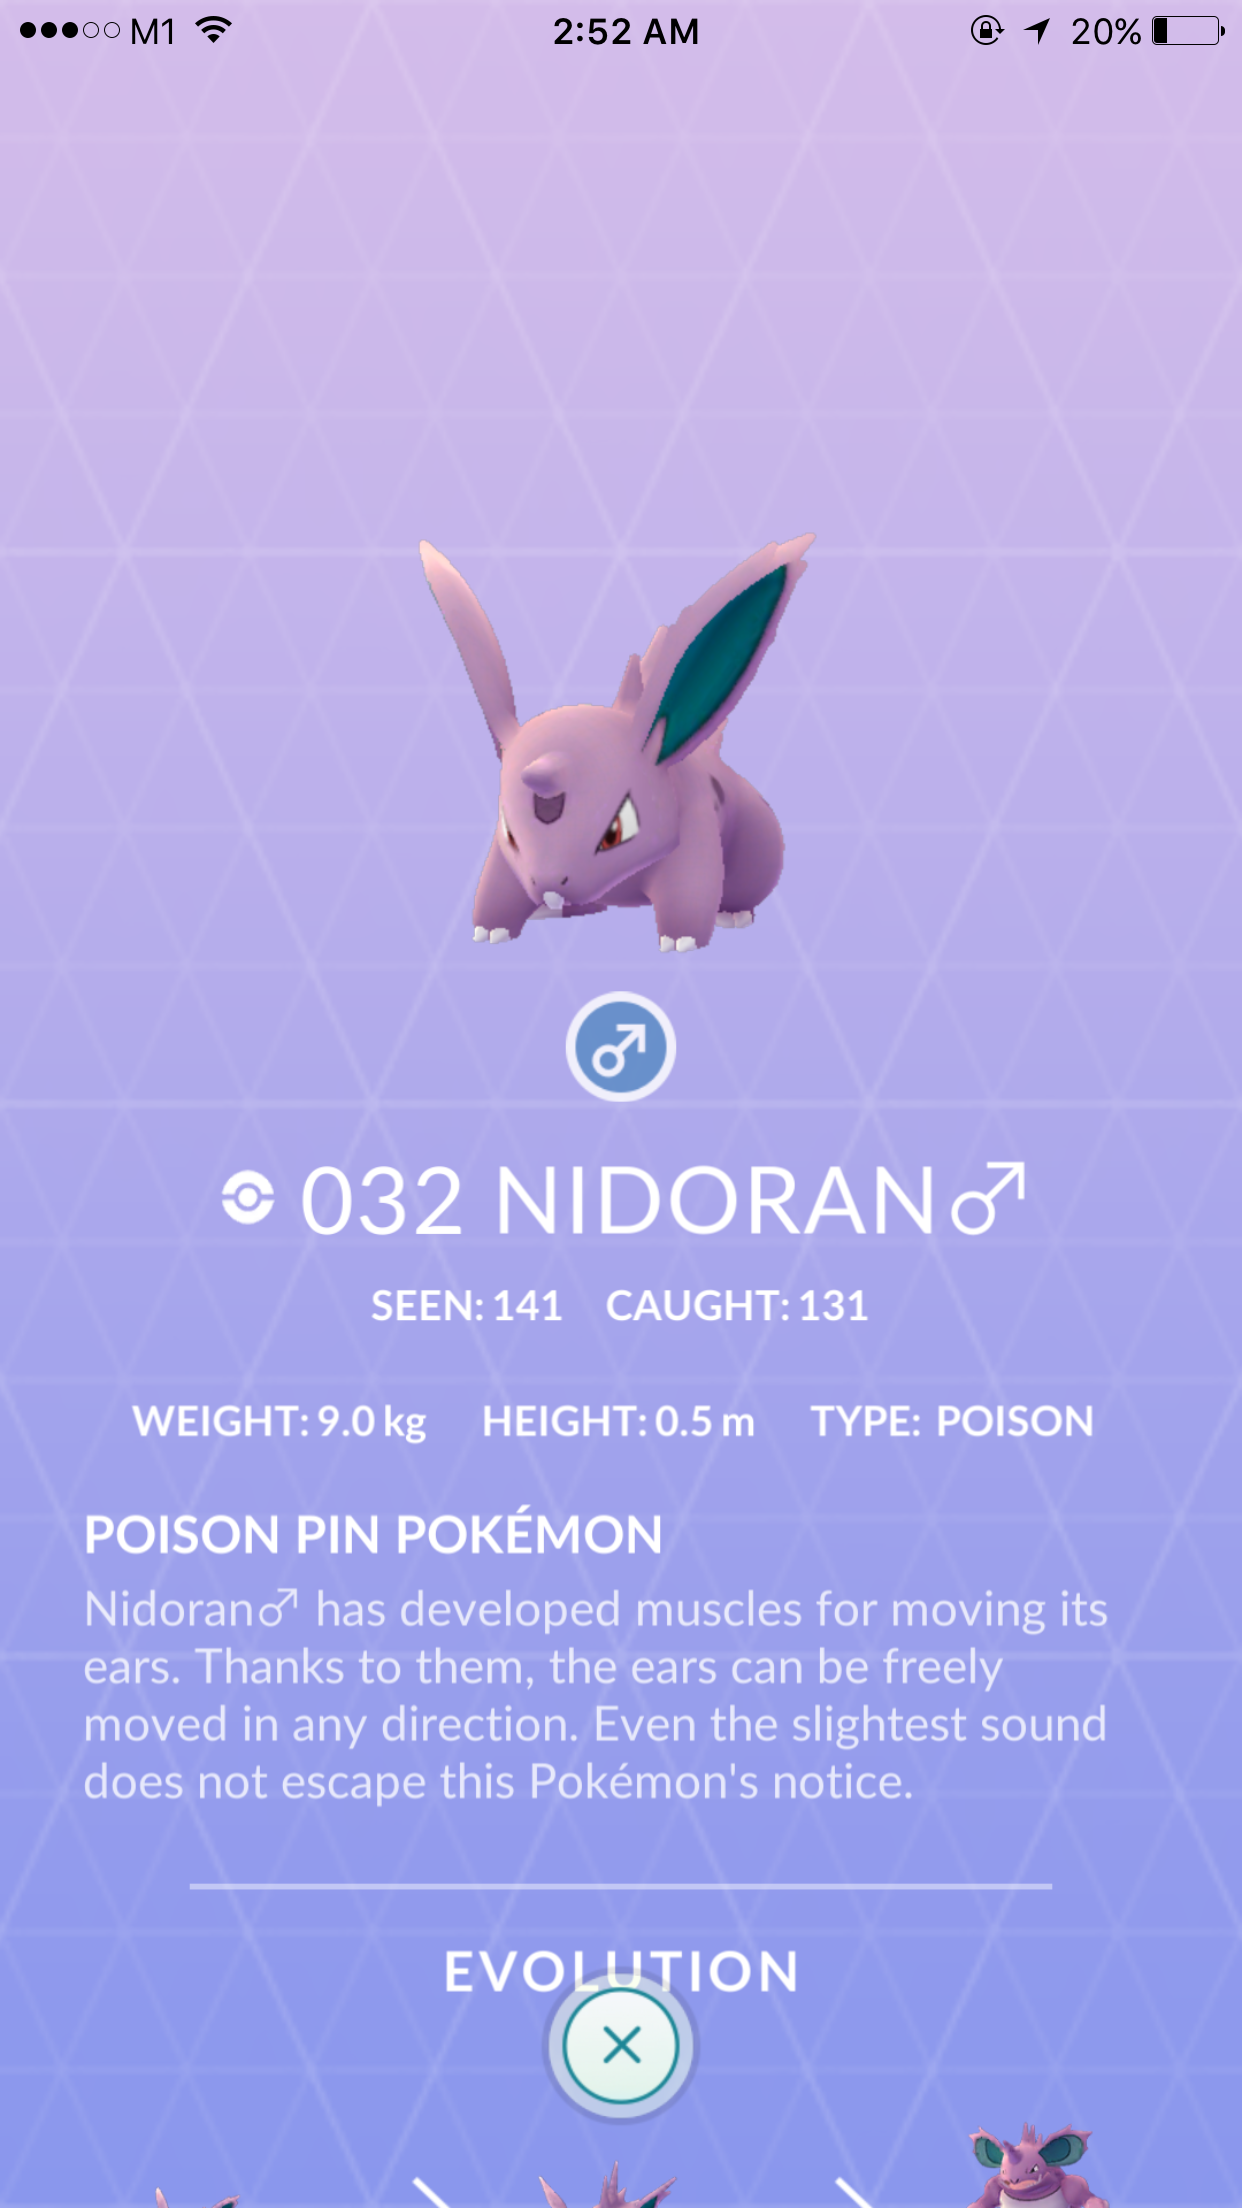 M1 2:52 AM 20%
032 NIDORAN♂
SEEN: 141 CAUGHT: 131
WEIGHT: 9.0 kg HEIGHT: 0.5 m TYPE: POISON
POISON PIN POKÉMON
Nidoran♂ has developed muscles for moving its
ears. Thanks to them, the ears can be freely
moved in any direction. Even the slightest sound
does not escape this Pokémon's notice.
EVOLUTION